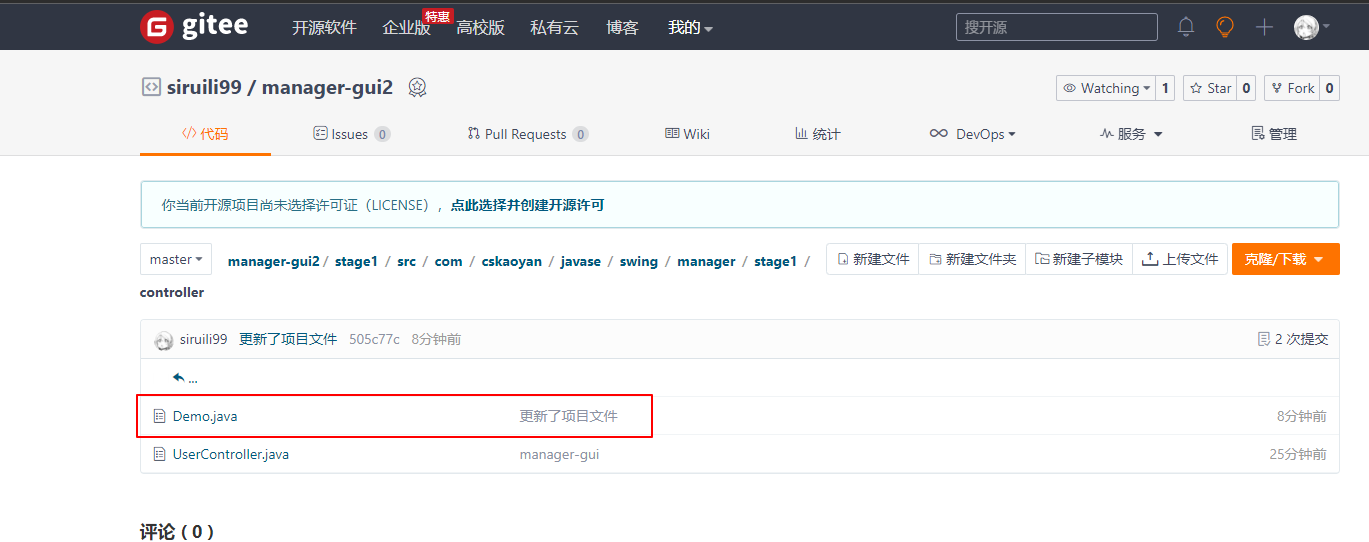 gitee 开源软件 企业版 特惠 高校版 私有云 博客 我的 搜开源
siruili99 / manager-gui2 Watching 1 Star 0 Fork 0
代码 Issues 0 Pull Requests 0 Wiki 统计 DevOps 服务 管理
你当前开源项目尚未选择许可证（LICENSE），点此选择并创建开源许可
master manager-gui2 / stage1 / src / com / cskaoyan / javase / swing / manager / stage1 / 新建文件 新建文件夹 新建子模块 上传文件 克隆/下载
controller
siruili99 更新了项目文件 505c77c 8分钟前 2 次提交
...
Demo.java 更新了项目文件 8分钟前
UserController.java manager-gui 25分钟前
评论 ( 0 )